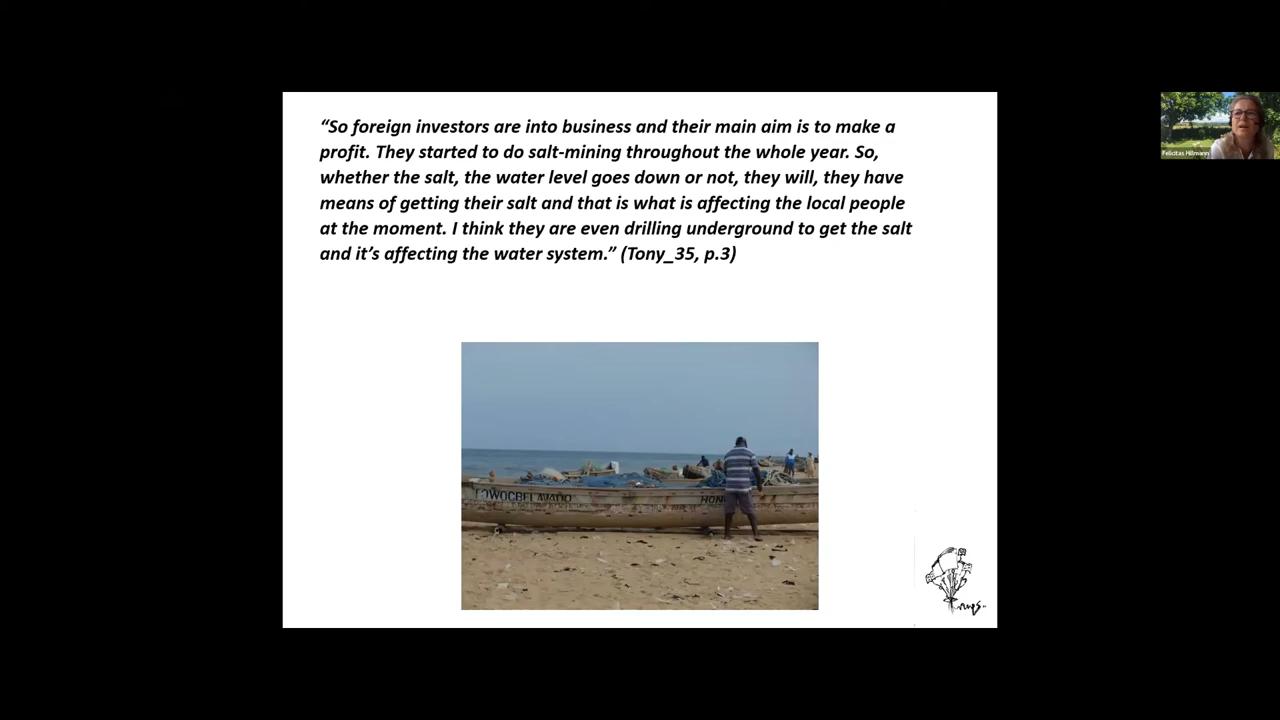 “So foreign investors are into business and their main aim is to make a
profit. They started to do salt-mining throughout the whole year. So,
whether the salt, the water level goes down or not, they will, they have
means of getting their salt and that is what is affecting the local people
at the moment. I think they are even drilling underground to get the salt
and it’s affecting the water system.” (Tony_35, p.3)
Felicitas Hillmann